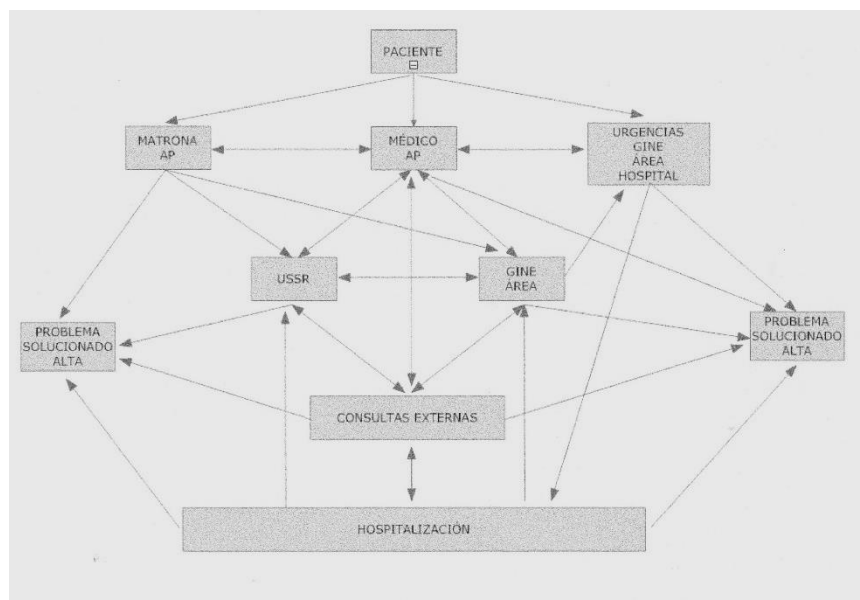 PACIENTE
MATRONA
AP
MÉDICO
AP
URGENCIAS
GINE
ÁREA
HOSPITAL
USSR
GINE
ÁREA
PROBLEMA
SOLUCIONADO
ALTA
PROBLEMA
SOLUCIONADO
ALTA
CONSULTAS EXTERNAS
HOSPITALIZACIÓN